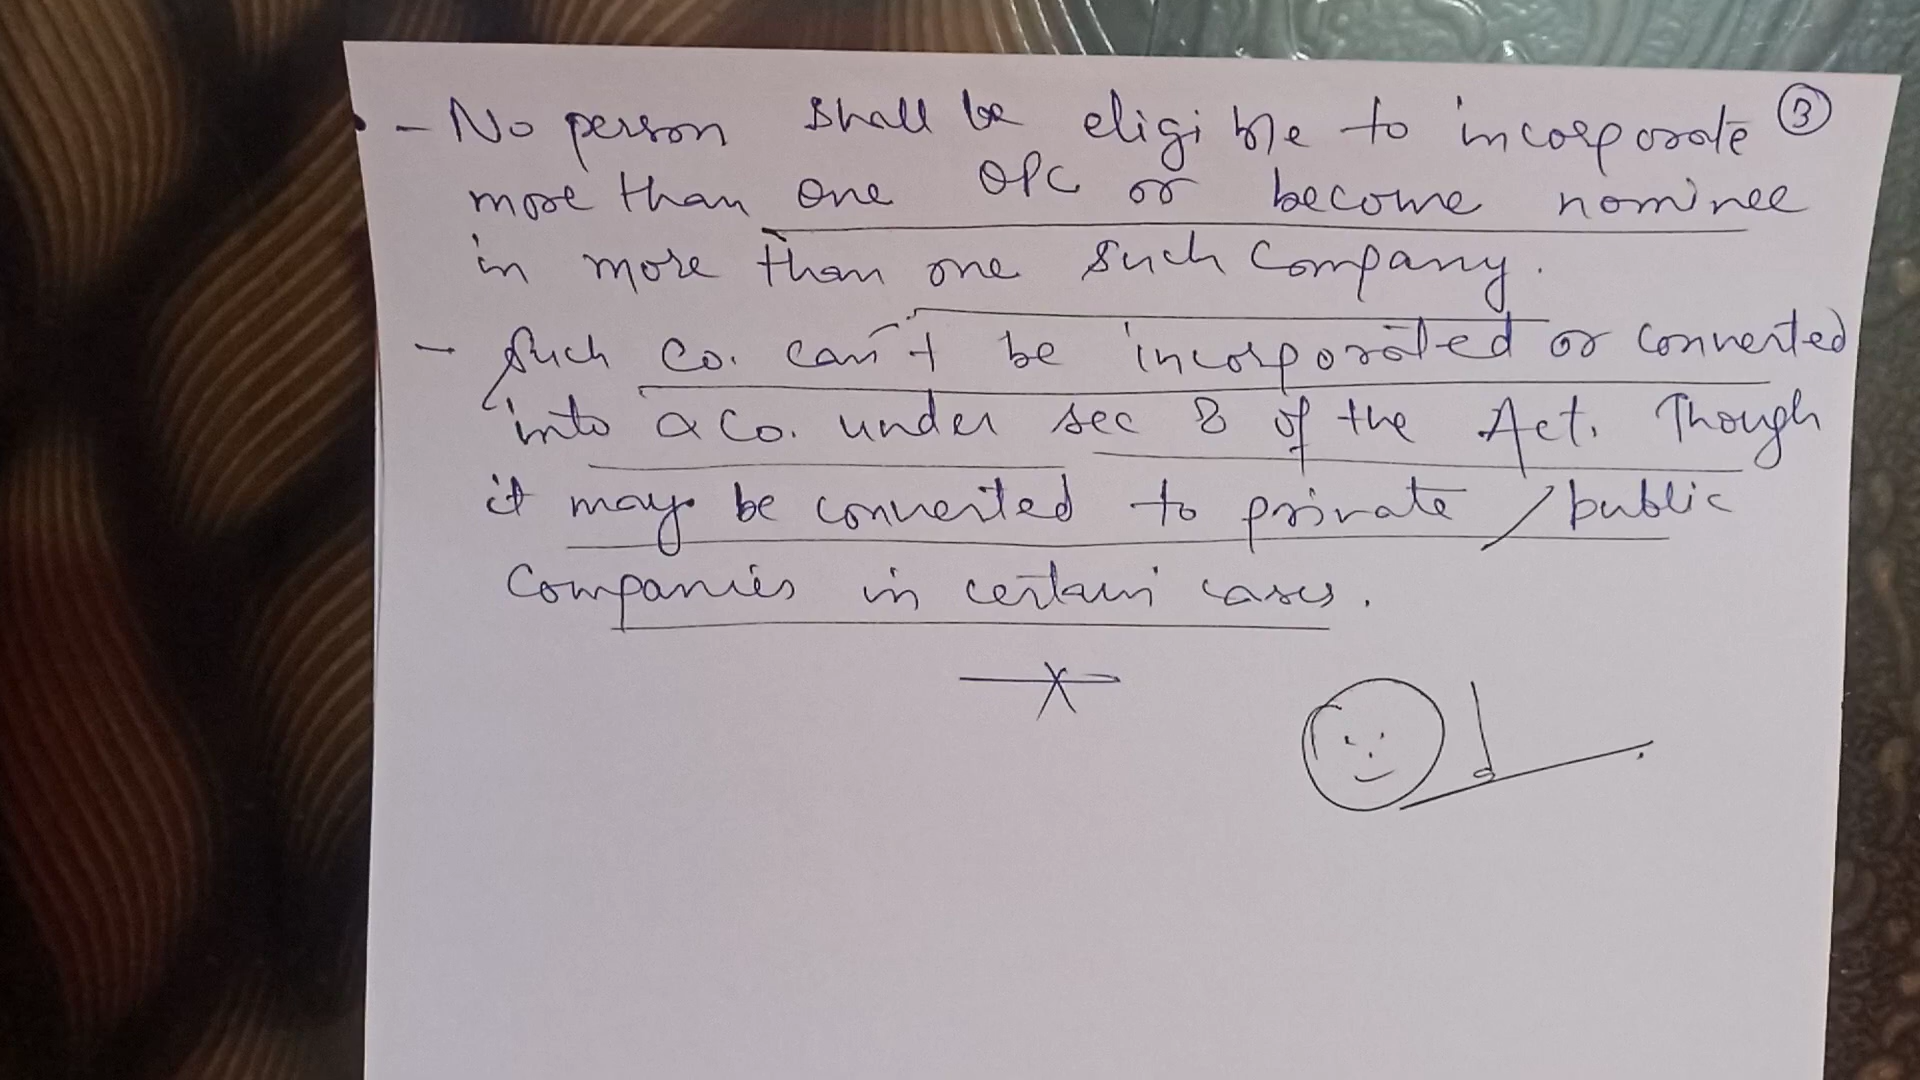 - No person shall be eligible to incorporate ③
more than one OPC or become nominee
in more than one such Company.
- Such Co. can't be incorporated or converted
into a Co. under sec 8 of the Act. Though
it may be converted to private / public
Companies in certain cases.